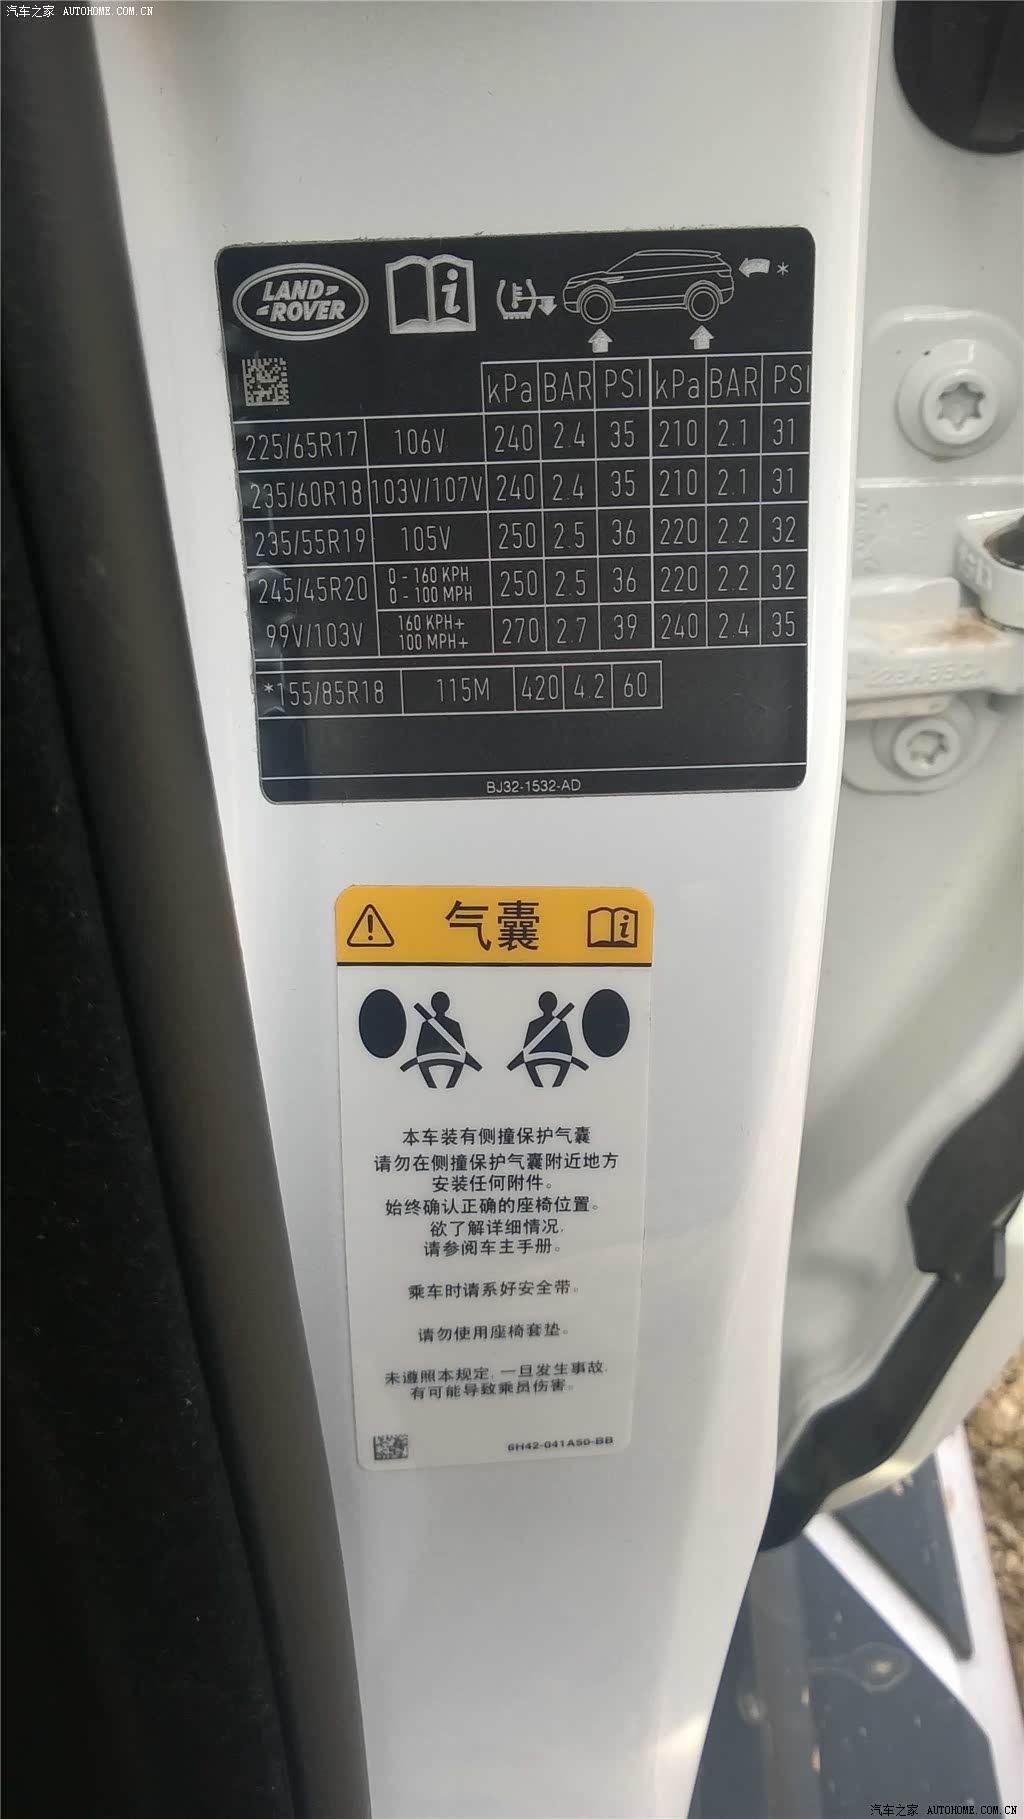 汽车之家 AUTOHOME.COM.CN
LAND
ROVER
kPa BAR PSI kPa BAR PSI
225/65R17 106V 240 2.4 35 210 2.1 31
235/60R18 103V/107V 240 2.4 35 210 2.1 31
235/55R19 105V 250 2.5 36 220 2.2 32
245/45R20 0 - 160 KPH 250 2.5 36 220 2.2 32
0 - 100 MPH
99V/103V 160 KPH+ 270 2.7 39 240 2.4 35
100 MPH+
*155/85R18 115M 420 4.2 60
BJ32-1532-AD
气囊
本车装有侧撞保护气囊
请勿在侧撞保护气囊附近地方
安装任何附件。
始终确认正确的座椅位置。
欲了解详细情况,
请参阅车主手册。
乘车时请系好安全带。
请勿使用座椅套垫。
未遵照本规定,一旦发生事故,
有可能导致乘员伤害。
6H42-041A50-BB
汽车之家 AUTOHOME.COM.CN